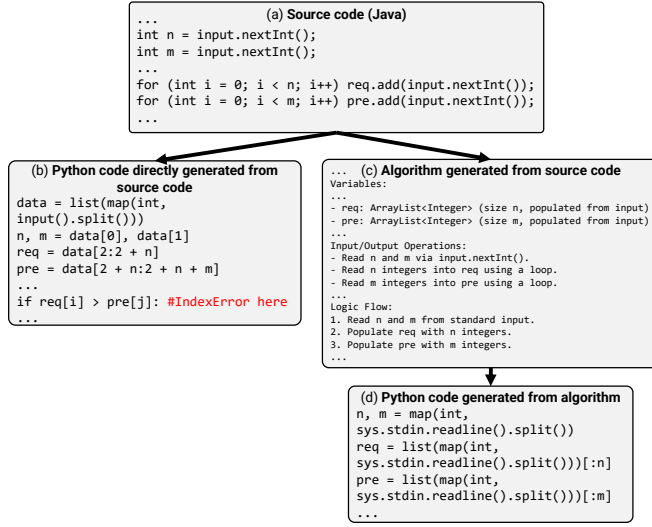 (a) Source code (Java)
...
int n = input.nextInt();
int m = input.nextInt();
...
for (int i = 0; i < n; i++) req.add(input.nextInt());
for (int i = 0; i < m; i++) pre.add(input.nextInt());
...
(b) Python code directly generated from
source code
data = list(map(int,
input().split()))
n, m = data[0], data[1]
req = data[2:2 + n]
pre = data[2 + n:2 + n + m]
...
if req[i] > pre[j]: #IndexError here
...
(c) Algorithm generated from source code
...
Variables:
...
- req: ArrayList<Integer> (size n, populated from input)
- pre: ArrayList<Integer> (size m, populated from input)
...
Input/Output Operations:
- Read n and m via input.nextInt().
- Read n integers into req using a loop.
- Read m integers into pre using a loop.
...
Logic Flow:
1. Read n and m from standard input.
2. Populate req with n integers.
3. Populate pre with m integers.
...
(d) Python code generated from algorithm
n, m = map(int,
sys.stdin.readline().split())
req = list(map(int,
sys.stdin.readline().split()))[:n]
pre = list(map(int,
sys.stdin.readline().split()))[:m]
...